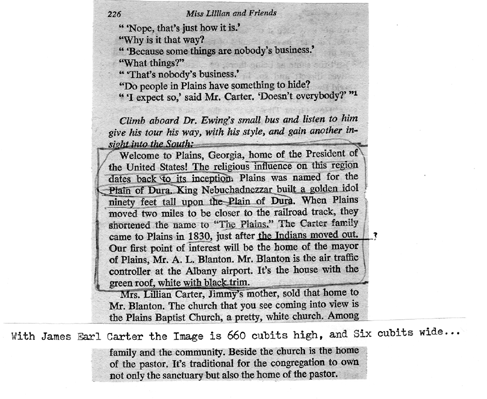 226 Miss Lillian and Friends
" 'Nope, that's just how it is.'
"Why is it that way?
" 'Because some things are nobody's business.'
"What things?"
" 'That's nobody's business.'
"Do people in Plains have something to hide?
" 'I expect so,' said Mr. Carter. 'Doesn't everybody?' "1
Climb aboard Dr. Ewing's small bus and listen to him
give his tour his way, with his style, and gain another in-
sight into the South:
Welcome to Plains, Georgia, home of the President of
the United States! The religious influence on this region
dates back to its inception. Plains was named for the
Plain of Dura. King Nebuchadnezzar built a golden idol
ninety feet tall upon the Plain of Dura. When Plains
moved two miles to be closer to the railroad track, they
shortened the name to "The Plains." The Carter family
came to Plains in 1830, just after the Indians moved out. ?
Our first point of interest will be the home of the mayor
of Plains, Mr. A. L. Blanton. Mr. Blanton is the air traffic
controller at the Albany airport. It's the house with the
green roof, white with black trim.
Mrs. Lillian Carter, Jimmy's mother, sold that home to
Mr. Blanton. The church that you see coming into view is
the Plains Baptist Church, a pretty, white church. Among
With James Earl Carter the Image is 660 cubits high, and Six cubits wide...
family and the community. Beside the church is the home
of the pastor. It's traditional for the congregation to own
not only the sanctuary but also the home of the pastor.